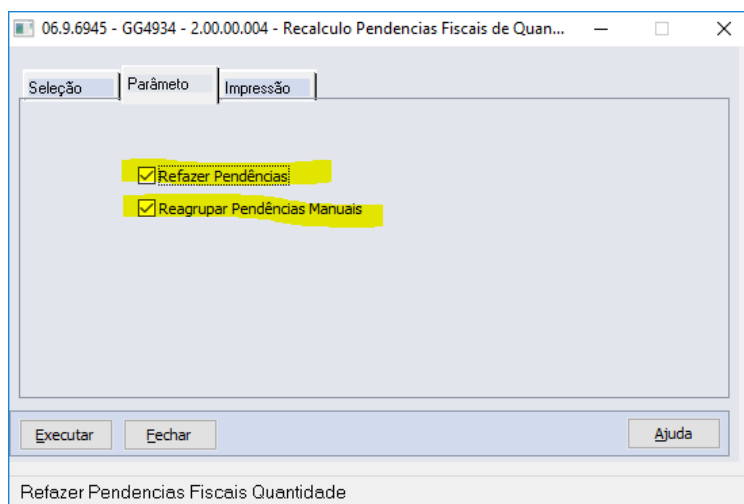 06.9.6945 - GG4934 - 2.00.00.004 - Recalculo Pendencias Fiscais de Quan...
Seleção Parâmeto Impressão
Refazer Pendências
Reagrupar Pendências Manuais
Executar Fechar Ajuda
Refazer Pendencias Fiscais Quantidade